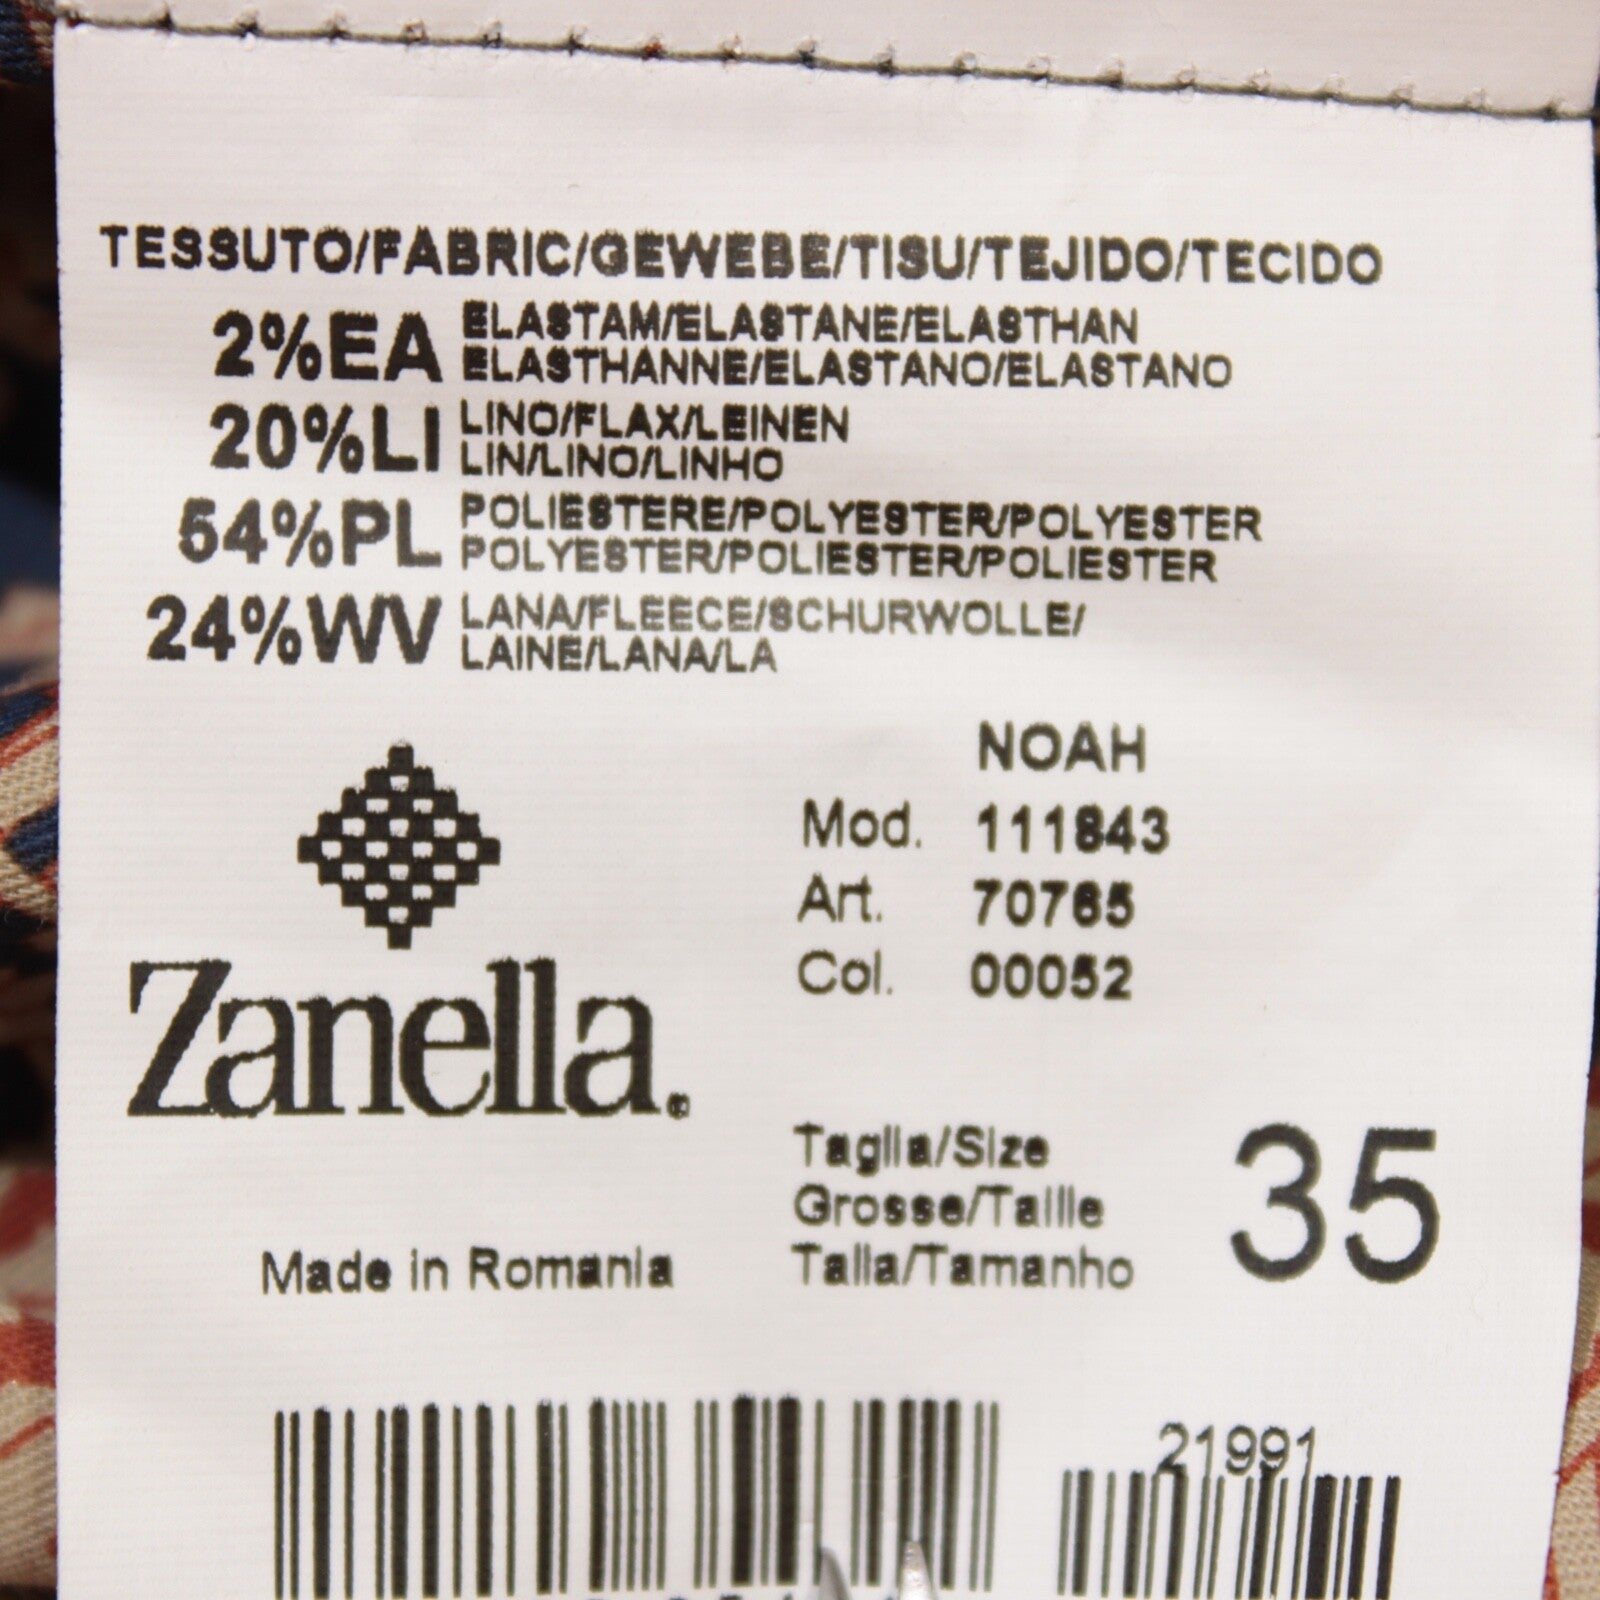 TESSUTO/FABRIC/GEWEBE/TISU/TEJIDO/TECIDO
2%EA ELASTAM/ELASTANE/ELASTHAN
ELASTHANNE/ELASTANO/ELASTANO
20%LI LINO/FLAX/LEINEN
LIN/LINO/LINHO
54%PL POLIESTERE/POLYESTER/POLYESTER
POLYESTER/POLIESTER/POLIESTER
24%WV LANA/FLEECE/SCHURWOLLE/
LAINE/LANA/LA
NOAH
Mod. 111843
Art. 70765
Col. 00052
Zanella®
Taglia/Size
Grosse/Taille
Talla/Tamanho
35
Made in Romania
21991